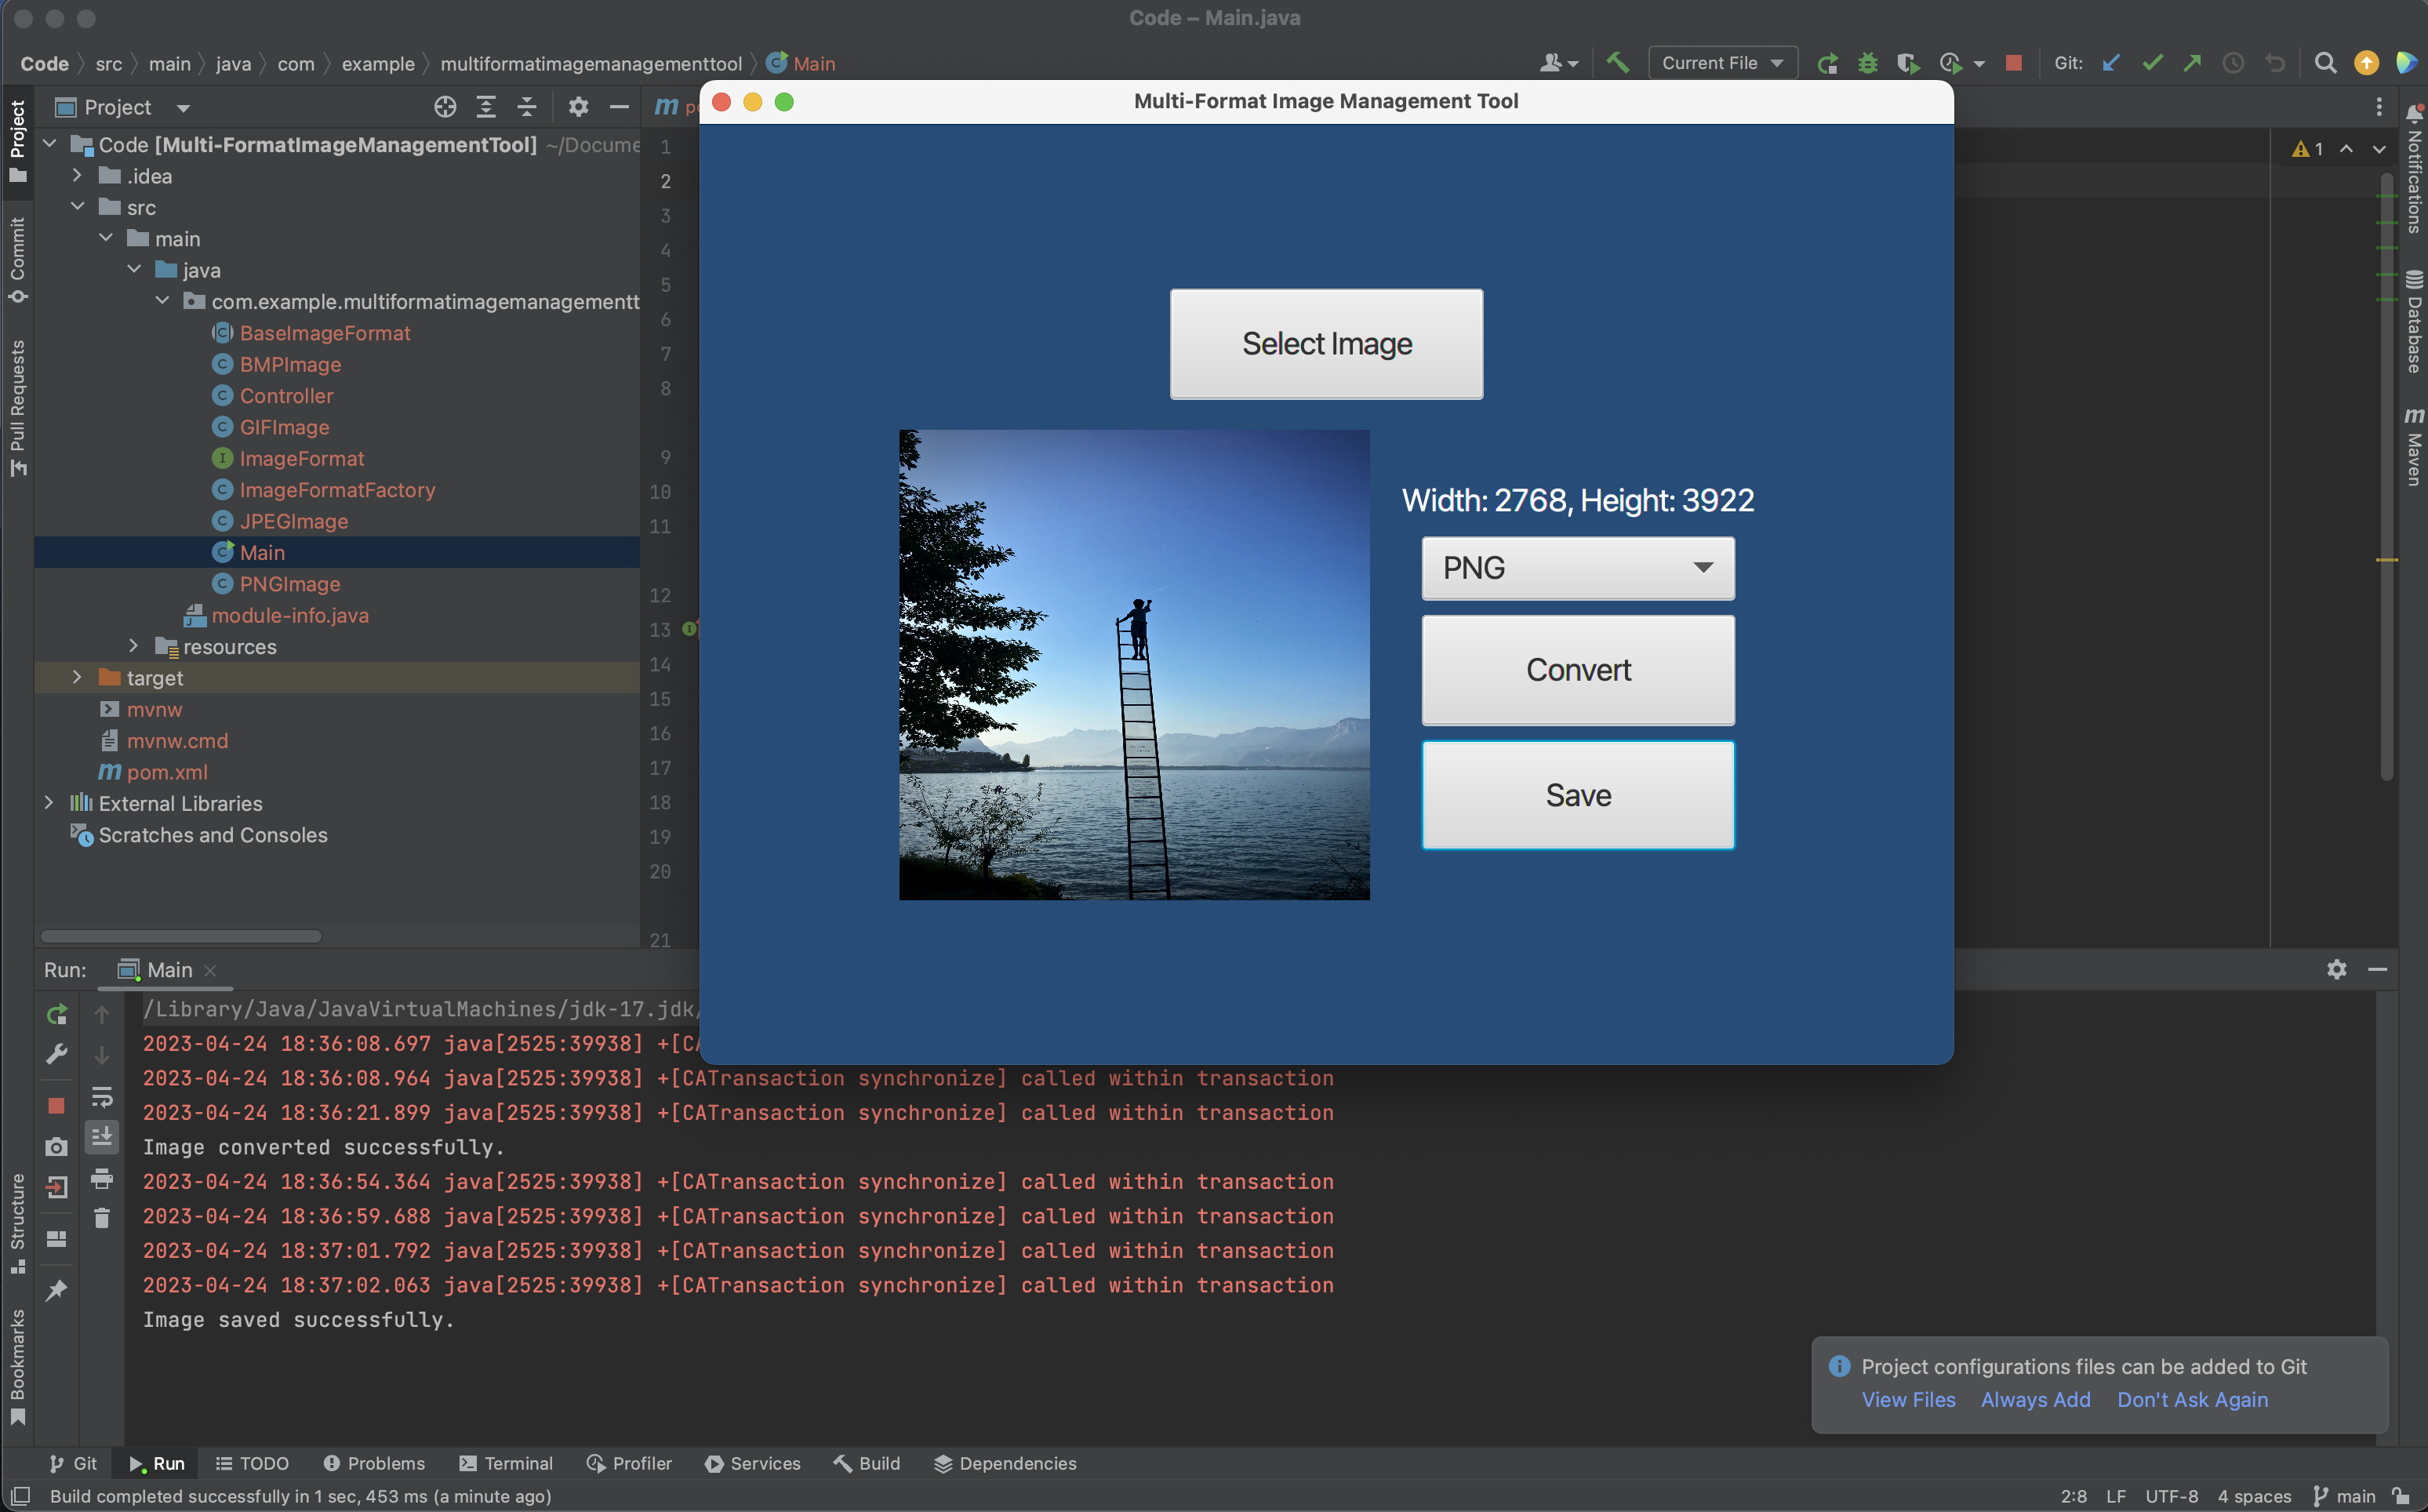 Code – Main.java
Code src main java com example multiformatimagemanagementtool Main
Current File
Git:
Project
Code [Multi-FormatImageManagementTool] ~/Docume
.idea
src
main
java
com.example.multiformatimagemanagementt
BaseImageFormat
BMPImage
Controller
GIFImage
ImageFormat
ImageFormatFactory
JPEGImage
Main
PNGImage
module-info.java
resources
target
mvnw
mvnw.cmd
pom.xml
External Libraries
Scratches and Consoles
Project
Commit
Pull Requests
Structure
Bookmarks
1
2
3
4
5
6
7
8
9
10
11
12
13
14
15
16
17
18
19
20
21
1
Notifications
Database
Maven
Multi-Format Image Management Tool
Select Image
Width: 2768, Height: 3922
PNG
Convert
Save
Run: Main
/Library/Java/JavaVirtualMachines/jdk-17.jdk/
2023-04-24 18:36:08.697 java[2525:39938] +[CA
2023-04-24 18:36:08.964 java[2525:39938] +[CATransaction synchronize] called within transaction
2023-04-24 18:36:21.899 java[2525:39938] +[CATransaction synchronize] called within transaction
Image converted successfully.
2023-04-24 18:36:54.364 java[2525:39938] +[CATransaction synchronize] called within transaction
2023-04-24 18:36:59.688 java[2525:39938] +[CATransaction synchronize] called within transaction
2023-04-24 18:37:01.792 java[2525:39938] +[CATransaction synchronize] called within transaction
2023-04-24 18:37:02.063 java[2525:39938] +[CATransaction synchronize] called within transaction
Image saved successfully.
Project configurations files can be added to Git
View Files Always Add Don't Ask Again
Git Run TODO Problems Terminal Profiler Services Build Dependencies
Build completed successfully in 1 sec, 453 ms (a minute ago)
2:8 LF UTF-8 4 spaces main